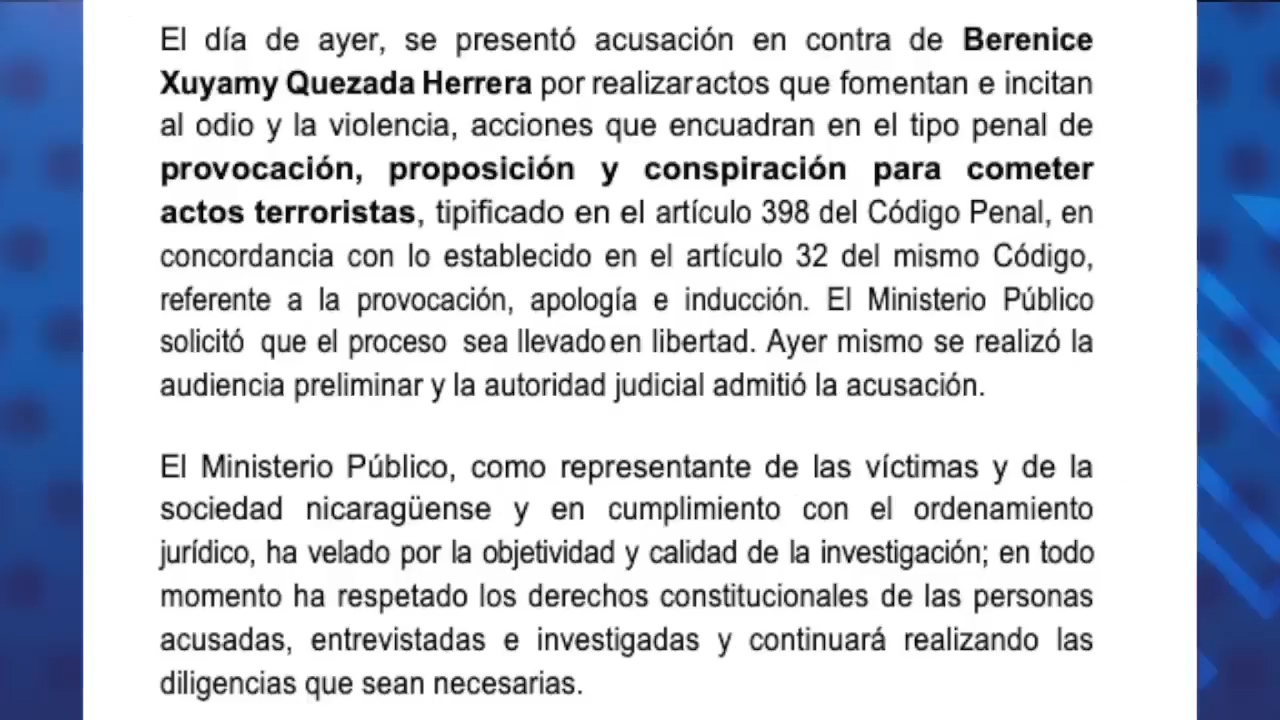 El día de ayer, se presentó acusación en contra de Berenice
Xuyamy Quezada Herrera por realizar actos que fomentan e incitan
al odio y la violencia, acciones que encuadran en el tipo penal de
provocación, proposición y conspiración para cometer
actos terroristas, tipificado en el artículo 398 del Código Penal, en
concordancia con lo establecido en el artículo 32 del mismo Código,
referente a la provocación, apología e inducción. El Ministerio Público
solicitó que el proceso sea llevado en libertad. Ayer mismo se realizó la
audiencia preliminar y la autoridad judicial admitió la acusación.
El Ministerio Público, como representante de las víctimas y de la
sociedad nicaragüense y en cumplimiento con el ordenamiento
jurídico, ha velado por la objetividad y calidad de la investigación; en todo
momento ha respetado los derechos constitucionales de las personas
acusadas, entrevistadas e investigadas y continuará realizando las
diligencias que sean necesarias.